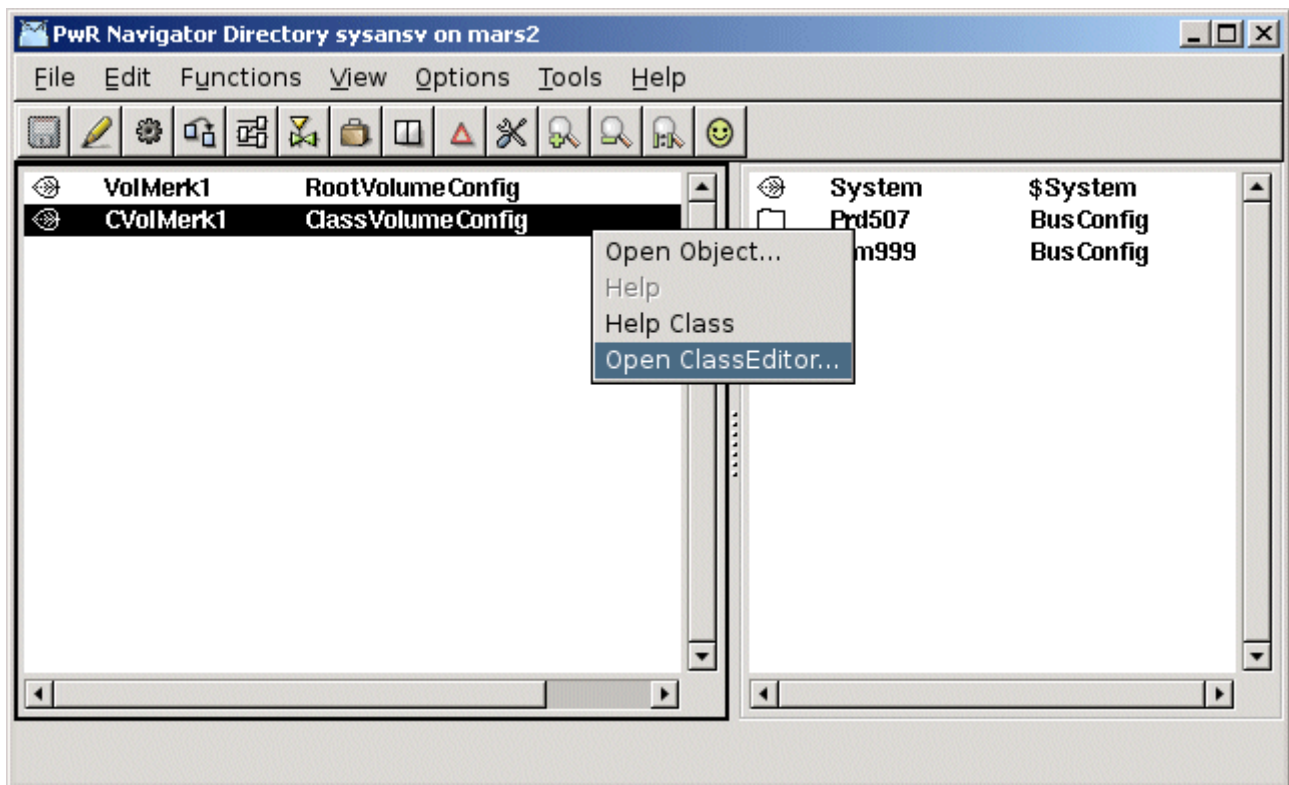 PwR Navigator Directory sysansv on mars2
File Edit Functions View Options Tools Help
VolMerk1 RootVolumeConfig
CVolMerk1 ClassVolumeConfig
System $System
Prd507 BusConfig
m999 BusConfig
Open Object...
Help
Help Class
Open ClassEditor...